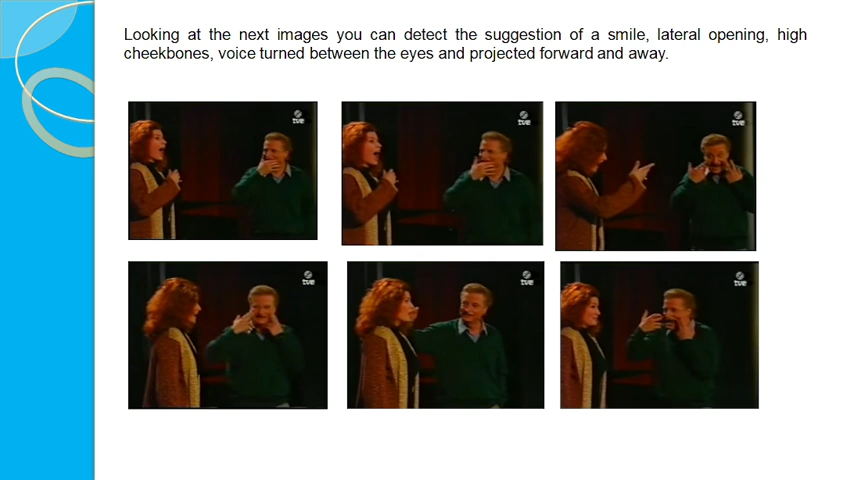 Looking at the next images you can detect the suggestion of a smile, lateral opening, high
cheekbones, voice turned between the eyes and projected forward and away.
tve
tve
tve
tve
tve
tve